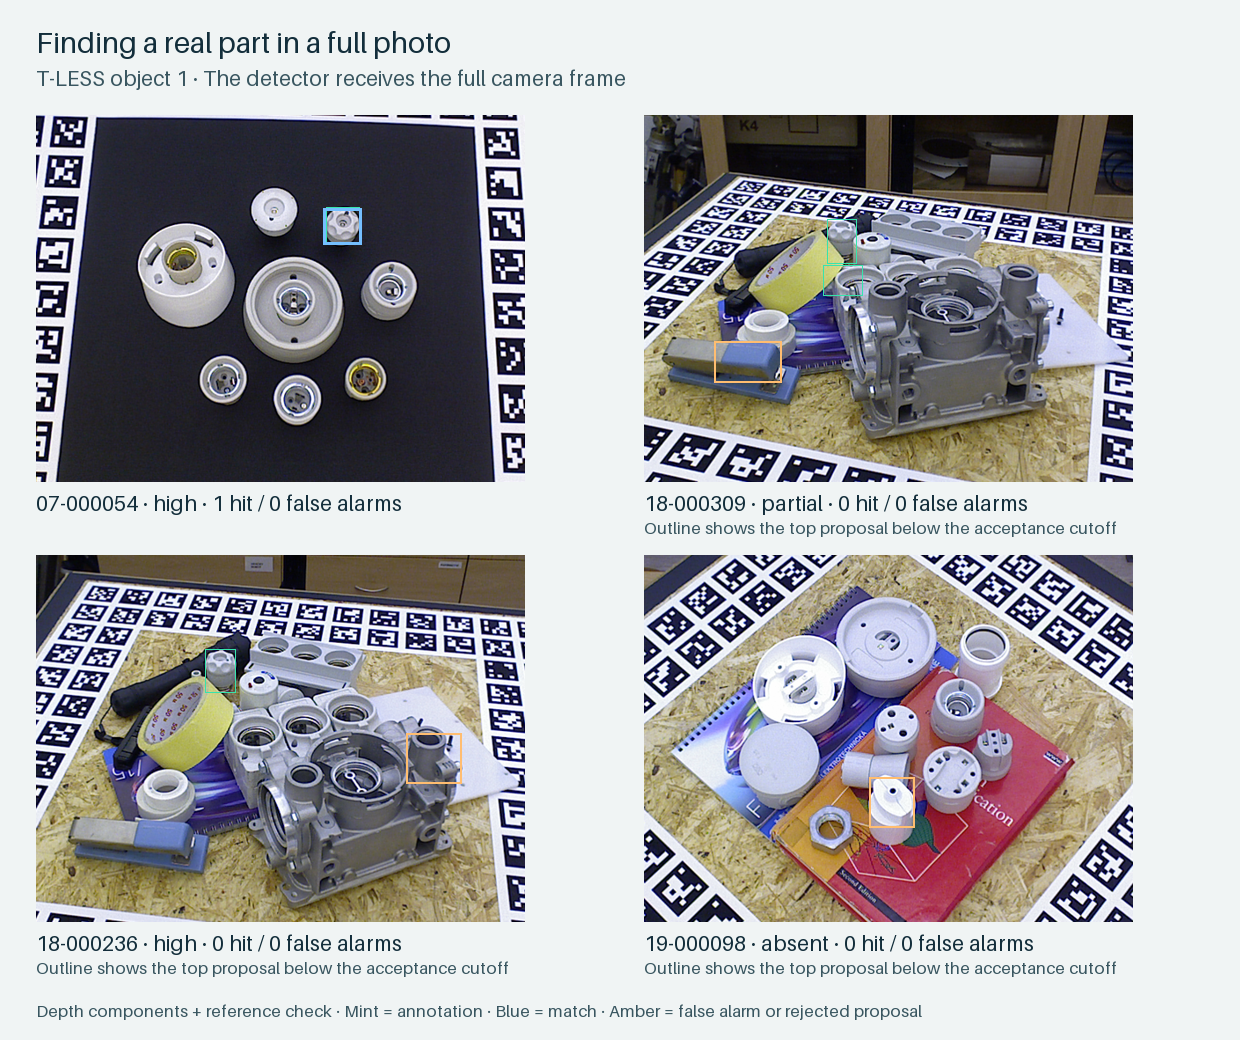 Finding a real part in a full photo
T-LESS object 1 · The detector receives the full camera frame
K4
07-000054 · high · 1 hit / 0 false alarms
18-000309 · partial · 0 hit / 0 false alarms
Outline shows the top proposal below the acceptance cutoff
18-000236 · high · 0 hit / 0 false alarms
Outline shows the top proposal below the acceptance cutoff
Second Edition
19-000098 · absent · 0 hit / 0 false alarms
Outline shows the top proposal below the acceptance cutoff
Depth components + reference check · Mint = annotation · Blue = match · Amber = false alarm or rejected proposal